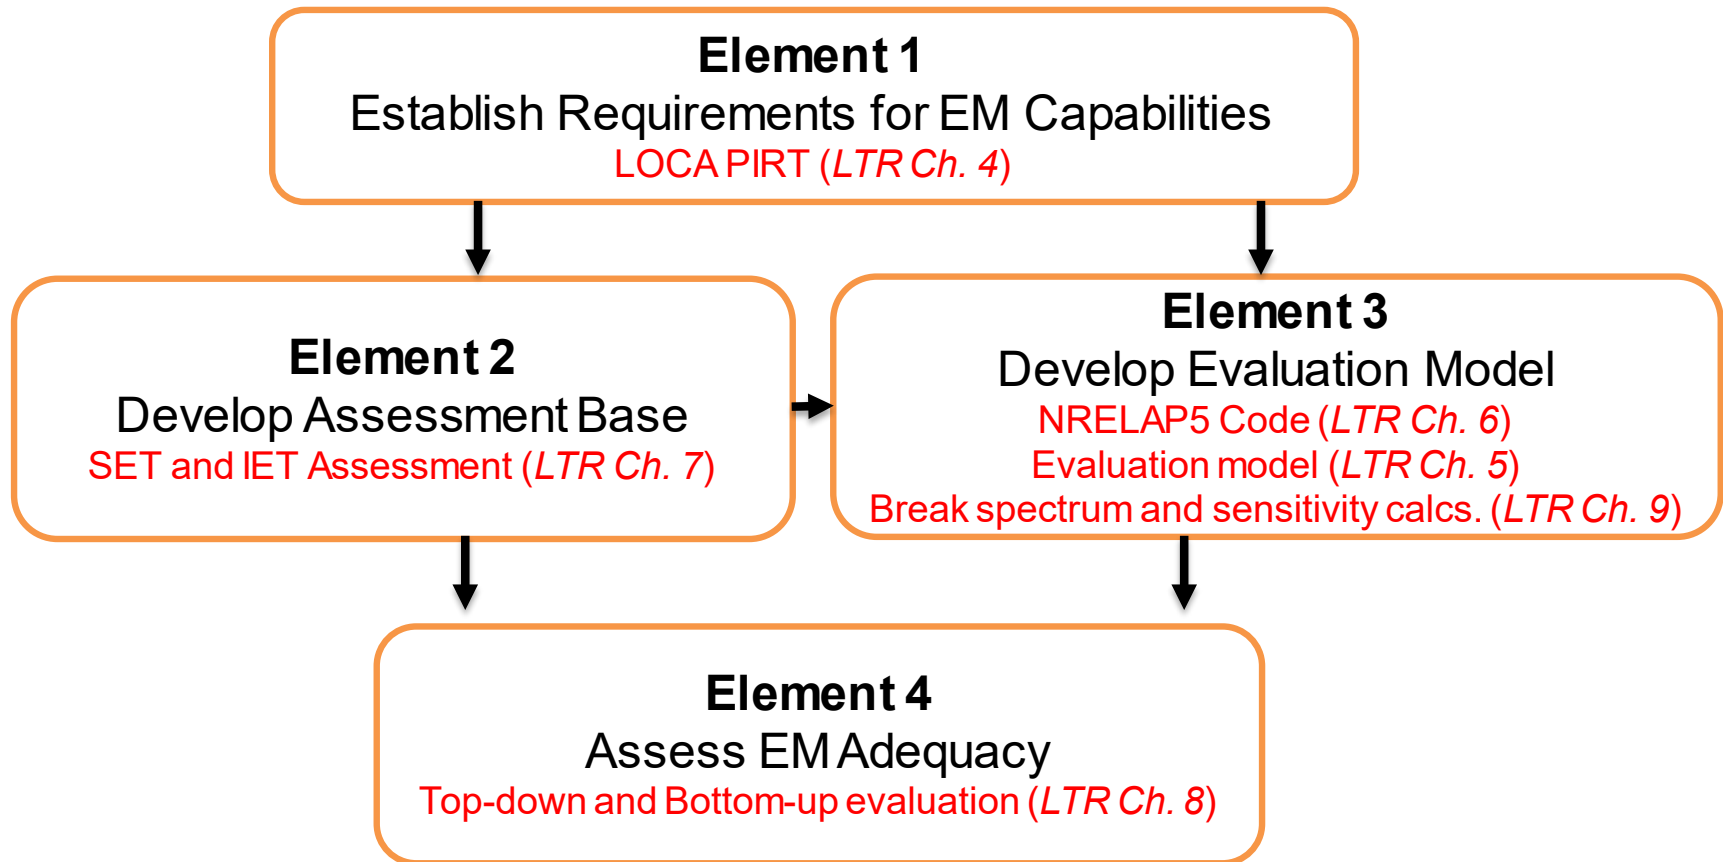 Element 1
Establish Requirements for EM Capabilities
LOCA PIRT (LTR Ch. 4)
Element 2
Develop Assessment Base
SET and IET Assessment (LTR Ch. 7)
Element 3
Develop Evaluation Model
NRELAP5 Code (LTR Ch. 6)
Evaluation model (LTR Ch. 5)
Break spectrum and sensitivity calcs. (LTR Ch. 9)
Element 4
Assess EM Adequacy
Top-down and Bottom-up evaluation (LTR Ch. 8)